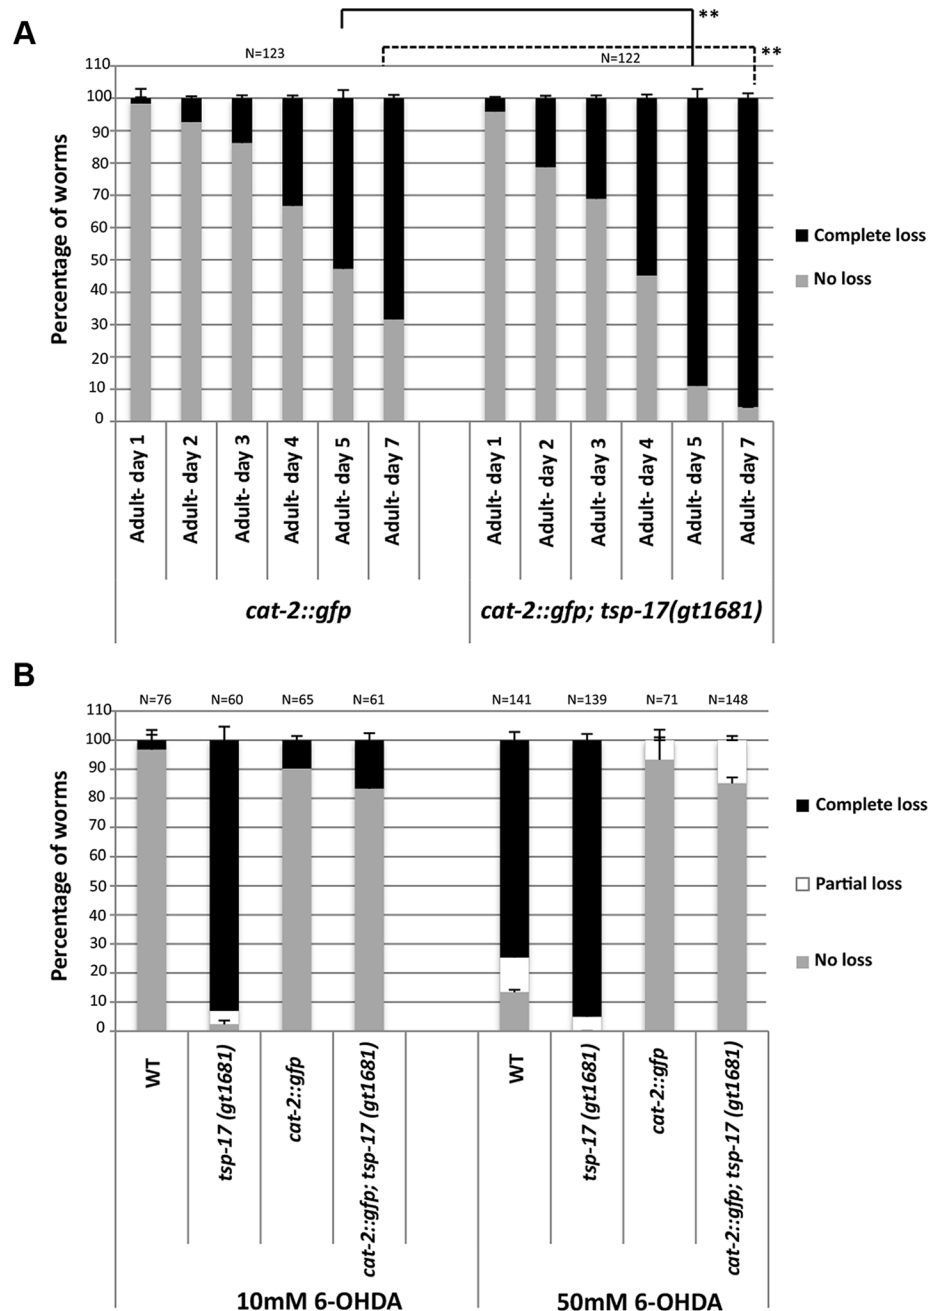 A
**
**
N=123
N=122
Percentage of worms
110
100
90
80
70
60
50
40
30
20
10
0
Complete loss
No loss
Adult- day 1
Adult- day 2
Adult- day 3
Adult- day 4
Adult- day 5
Adult- day 7
Adult- day 1
Adult- day 2
Adult- day 3
Adult- day 4
Adult- day 5
Adult- day 7
cat-2::gfp
cat-2::gfp; tsp-17(gt1681)
B
N=76
N=60
N=65
N=61
N=141
N=139
N=71
N=148
Percentage of worms
110
100
90
80
70
60
50
40
30
20
10
0
Complete loss
Partial loss
No loss
WT
tsp-17 (gt1681)
cat-2::gfp
cat-2::gfp; tsp-17 (gt1681)
WT
tsp-17 (gt1681)
cat-2::gfp
cat-2::gfp; tsp-17 (gt1681)
10mM 6-OHDA
50mM 6-OHDA